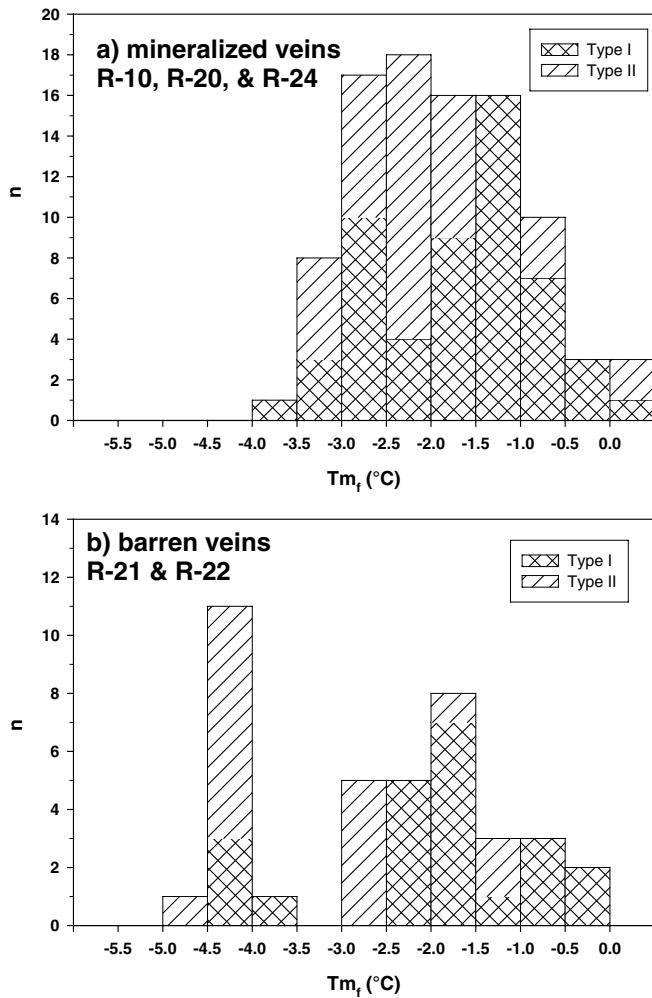 20
18
16
14
12
10
8
6
4
2
0
n
a) mineralized veins
R-10, R-20, & R-24
Type I
Type II
-5.5 -5.0 -4.5 -4.0 -3.5 -3.0 -2.5 -2.0 -1.5 -1.0 -0.5 0.0
Tmf (°C)
14
12
10
8
6
4
2
0
n
b) barren veins
R-21 & R-22
Type I
Type II
-5.5 -5.0 -4.5 -4.0 -3.5 -3.0 -2.5 -2.0 -1.5 -1.0 -0.5 0.0
Tmf (°C)